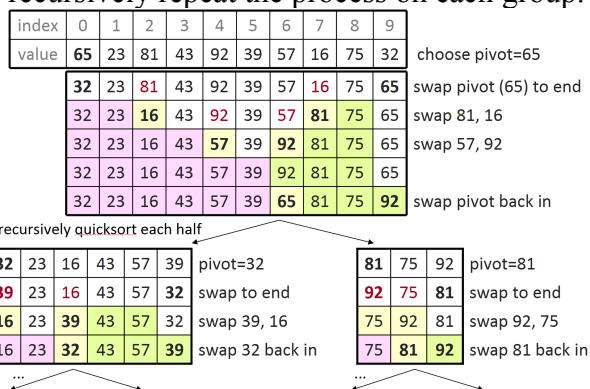 recursively repeat the process on each group.
index 0 1 2 3 4 5 6 7 8 9
value 65 23 81 43 92 39 57 16 75 32 choose pivot=65
32 23 81 43 92 39 57 16 75 65 swap pivot (65) to end
32 23 16 43 92 39 57 81 75 65 swap 81, 16
32 23 16 43 57 39 92 81 75 65 swap 57, 92
32 23 16 43 57 39 92 81 75 65
32 23 16 43 57 39 65 81 75 92 swap pivot back in
recursively quicksort each half
32 23 16 43 57 39 pivot=32
39 23 16 43 57 32 swap to end
16 23 39 43 57 32 swap 39, 16
16 23 32 43 57 39 swap 32 back in
...
81 75 92 pivot=81
92 75 81 swap to end
75 92 81 swap 92, 75
75 81 92 swap 81 back in
...